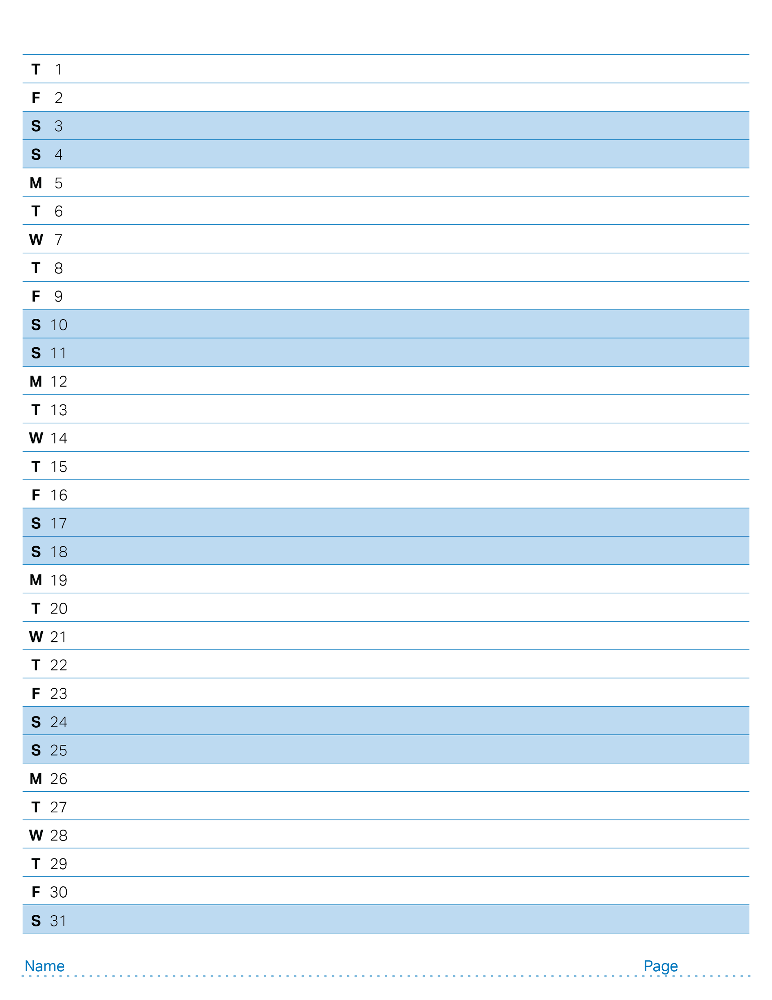 T 1
F 2
S 3
S 4
M 5
T 6
W 7
T 8
F 9
S 10
S 11
M 12
T 13
W 14
T 15
F 16
S 17
S 18
M 19
T 20
W 21
T 22
F 23
S 24
S 25
M 26
T 27
W 28
T 29
F 30
S 31
Name Page